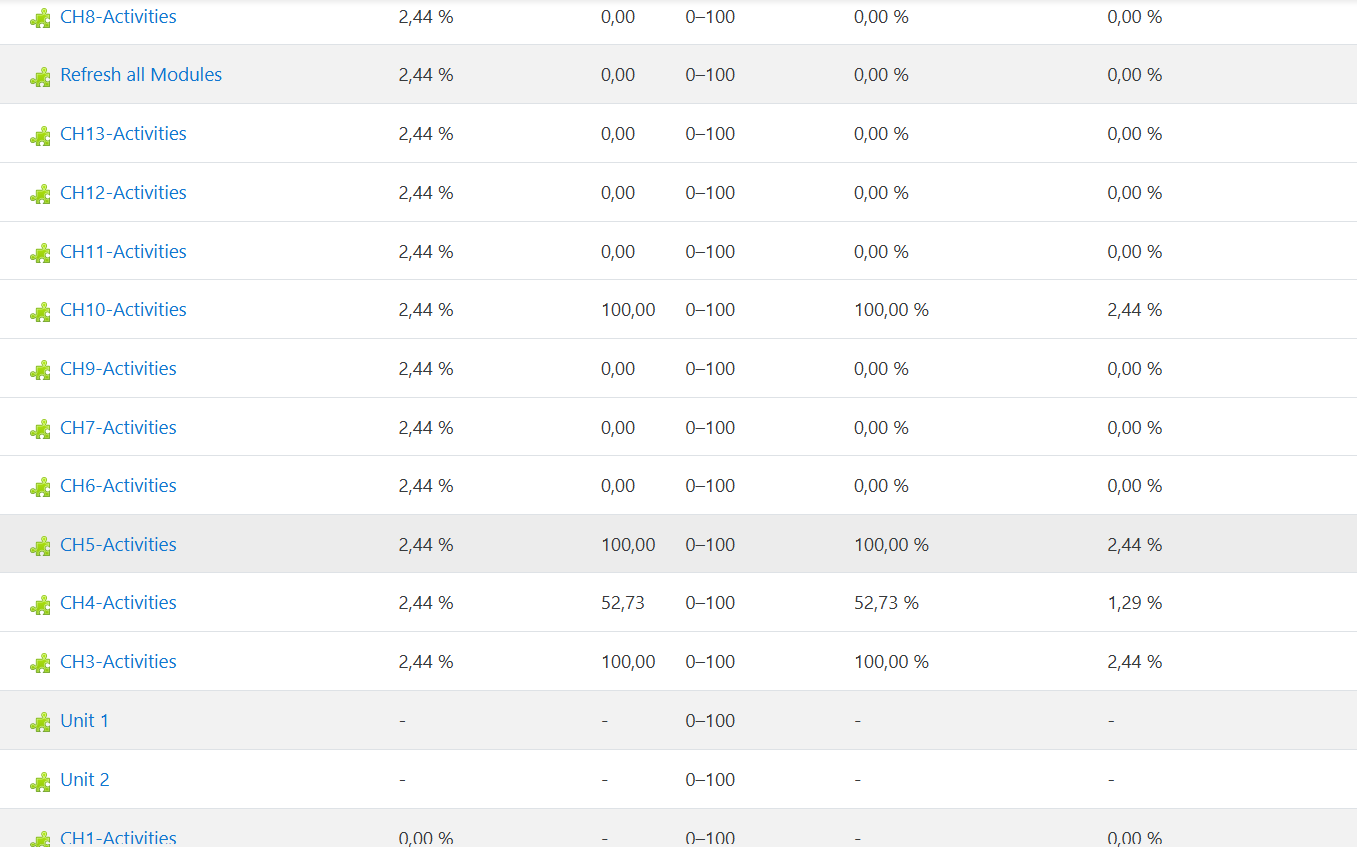 CH8-Activities 2,44 % 0,00 0–100 0,00 % 0,00 %
Refresh all Modules 2,44 % 0,00 0–100 0,00 % 0,00 %
CH13-Activities 2,44 % 0,00 0–100 0,00 % 0,00 %
CH12-Activities 2,44 % 0,00 0–100 0,00 % 0,00 %
CH11-Activities 2,44 % 0,00 0–100 0,00 % 0,00 %
CH10-Activities 2,44 % 100,00 0–100 100,00 % 2,44 %
CH9-Activities 2,44 % 0,00 0–100 0,00 % 0,00 %
CH7-Activities 2,44 % 0,00 0–100 0,00 % 0,00 %
CH6-Activities 2,44 % 0,00 0–100 0,00 % 0,00 %
CH5-Activities 2,44 % 100,00 0–100 100,00 % 2,44 %
CH4-Activities 2,44 % 52,73 0–100 52,73 % 1,29 %
CH3-Activities 2,44 % 100,00 0–100 100,00 % 2,44 %
Unit 1 - - 0–100 - -
Unit 2 - - 0–100 - -
CH1-Activities 0,00 % - 0–100 - 0,00 %